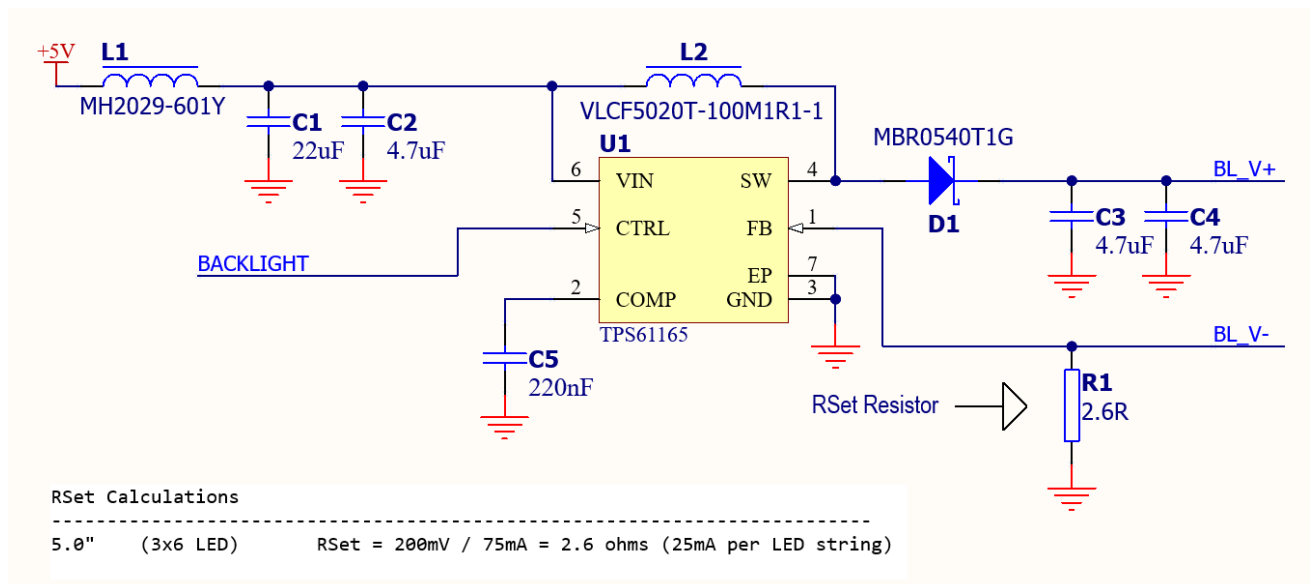 +5V
L1
MH2029-601Y
C1
22uF
C2
4.7uF
L2
VLCF5020T-100M1R1-1
U1
6
VIN
SW
4
5
CTRL
FB
1
EP
7
2
COMP
GND
3
TPS61165
BACKLIGHT
C5
220nF
MBR0540T1G
D1
BL_V+
C3
4.7uF
C4
4.7uF
BL_V-
RSet Resistor
R1
2.6R
RSet Calculations
--------------------------------------------------------------------------
5.0" (3x6 LED) RSet = 200mV / 75mA = 2.6 ohms (25mA per LED string)